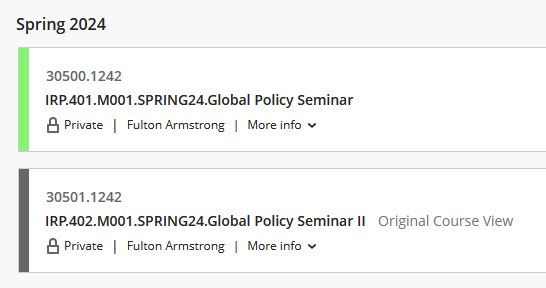 Spring 2024
30500.1242
IRP.401.M001.SPRING24.Global Policy Seminar
Private | Fulton Armstrong | More info
30501.1242
IRP.402.M001.SPRING24.Global Policy Seminar II Original Course View
Private | Fulton Armstrong | More info